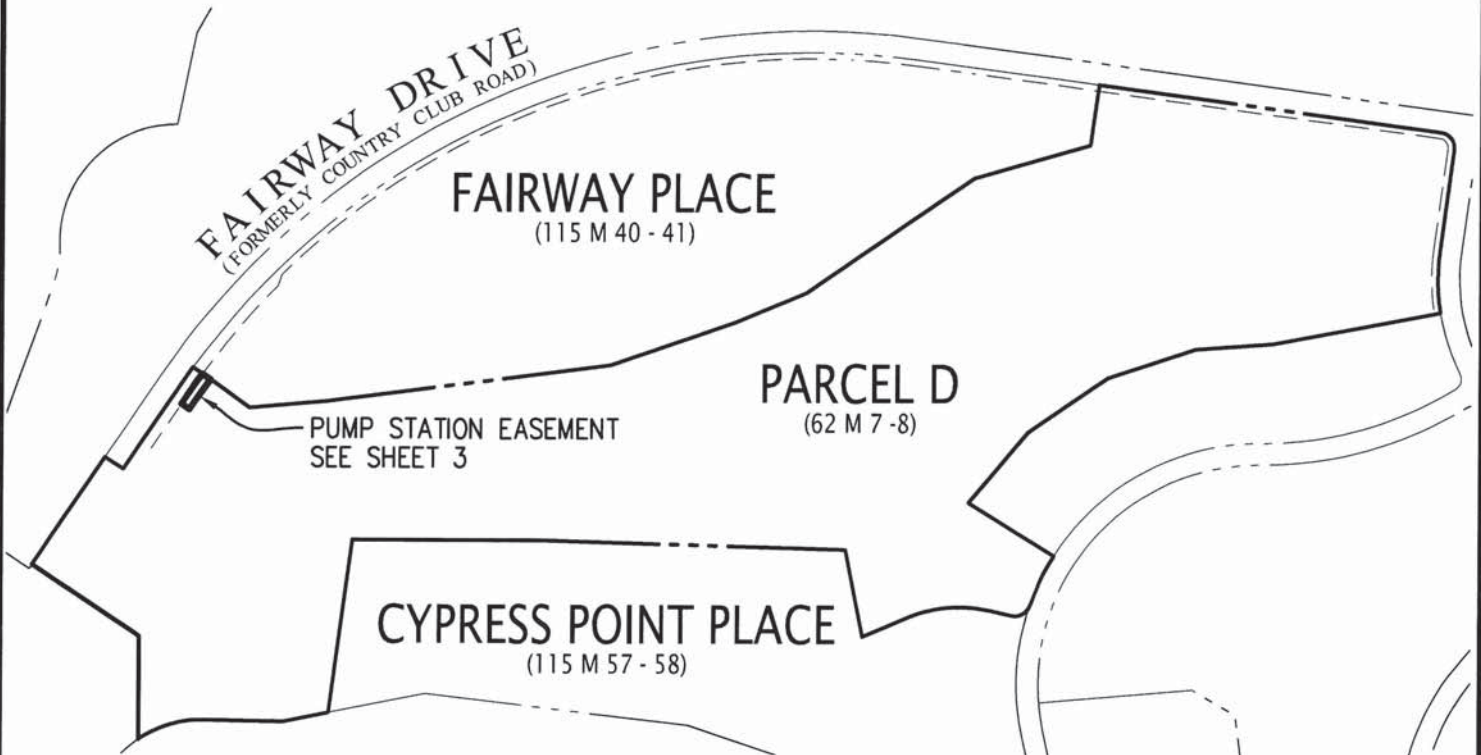 FAIRWAY DRIVE
(FORMERLY COUNTRY CLUB ROAD)
FAIRWAY PLACE
(115 M 40 - 41)
PARCEL D
(62 M 7 -8)
PUMP STATION EASEMENT
SEE SHEET 3
CYPRESS POINT PLACE
(115 M 57 - 58)